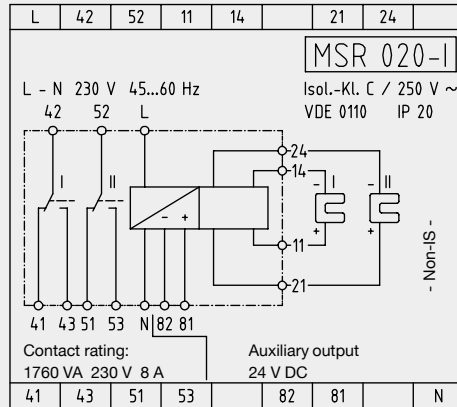 L 42 52 11 14 21 24
MSR 020-I
L - N 230 V 45...60 Hz
Isol.-Kl. C / 250 V ~
VDE 0110 IP 20
42 52 L
24
14
I II
- I - II
- +
+ +
11
21
- Non-IS -
41 43 51 53 N 82 81
Contact rating:
1760 VA 230 V 8 A
Auxiliary output
24 V DC
41 43 51 53 82 81 N